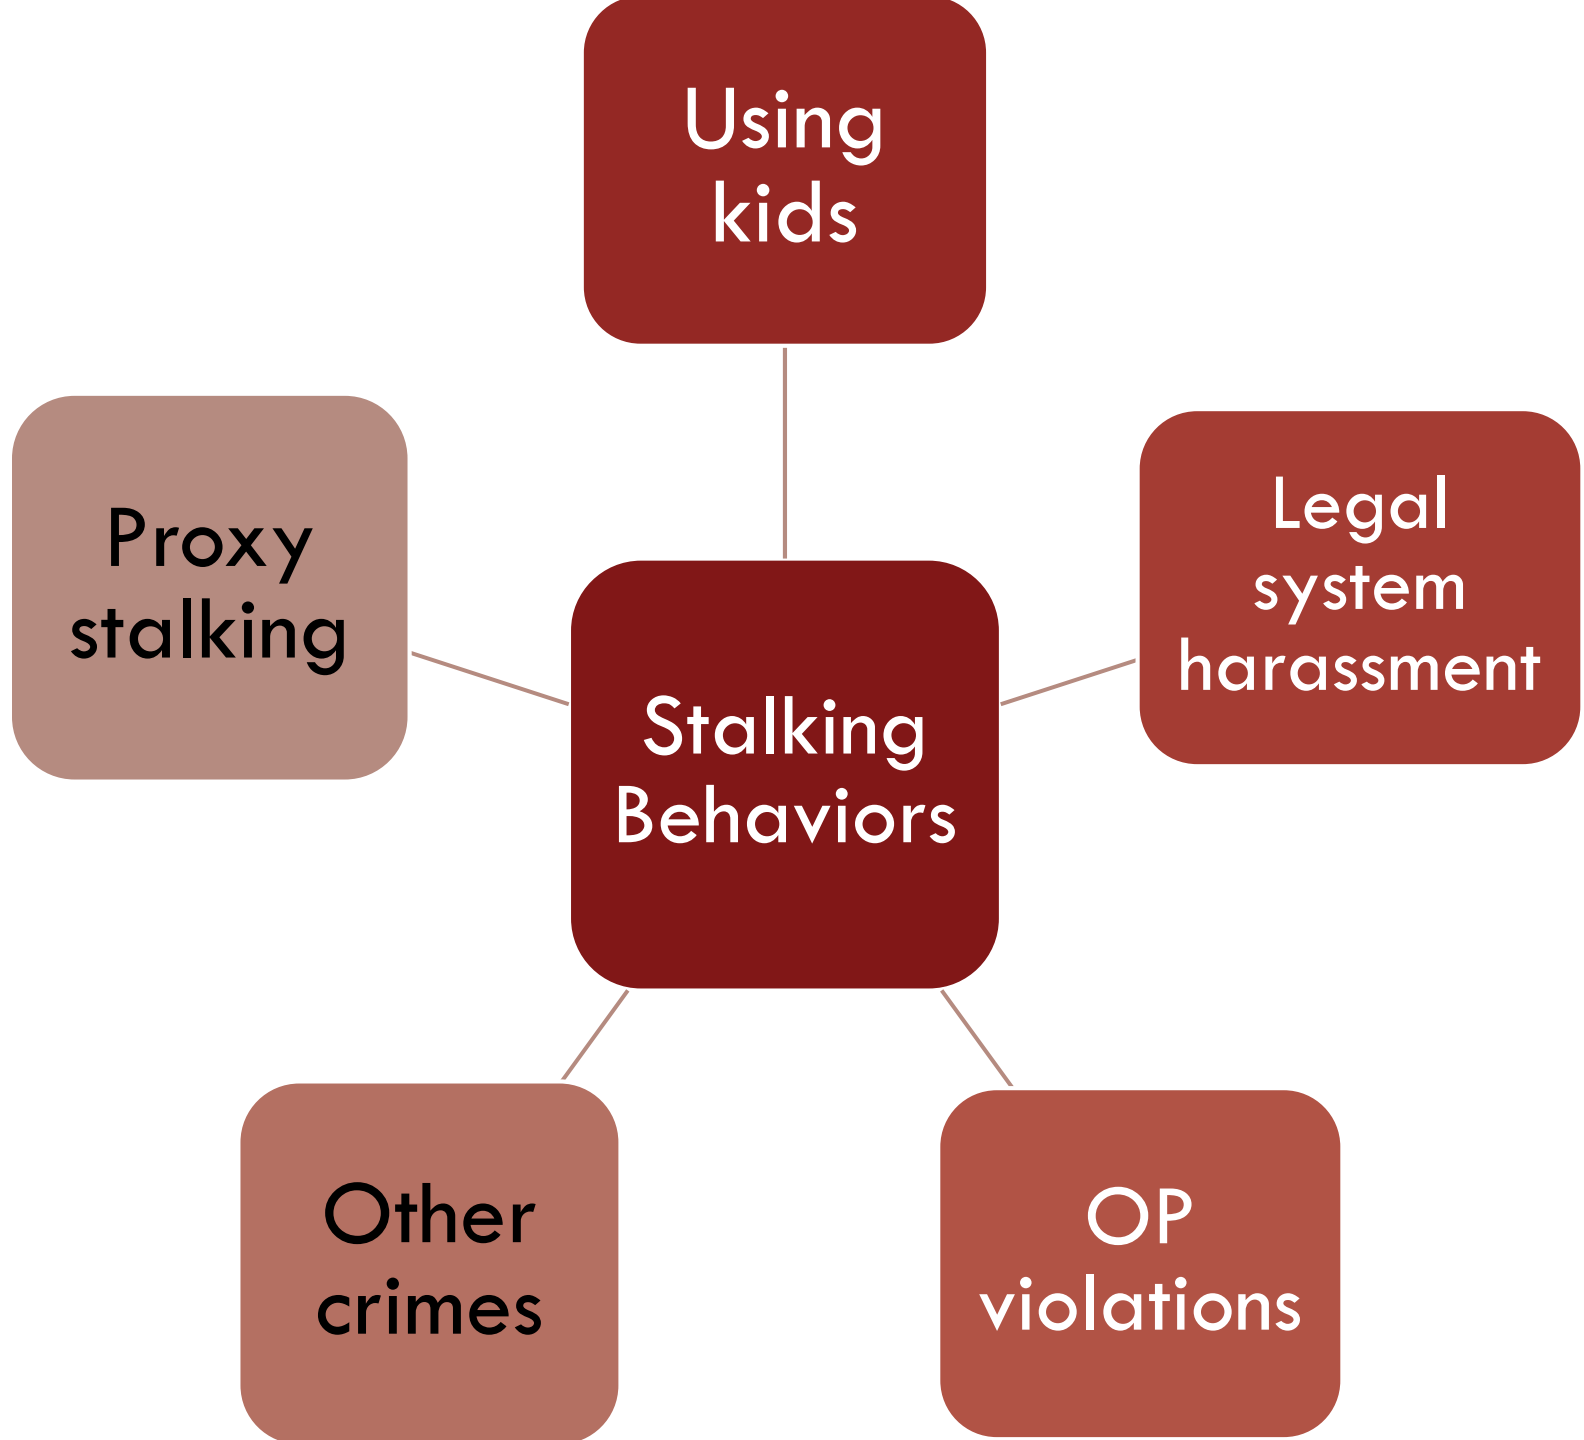 Using
kids
Legal
system
harassment
Proxy
stalking
Stalking
Behaviors
Other
crimes
OP
violations